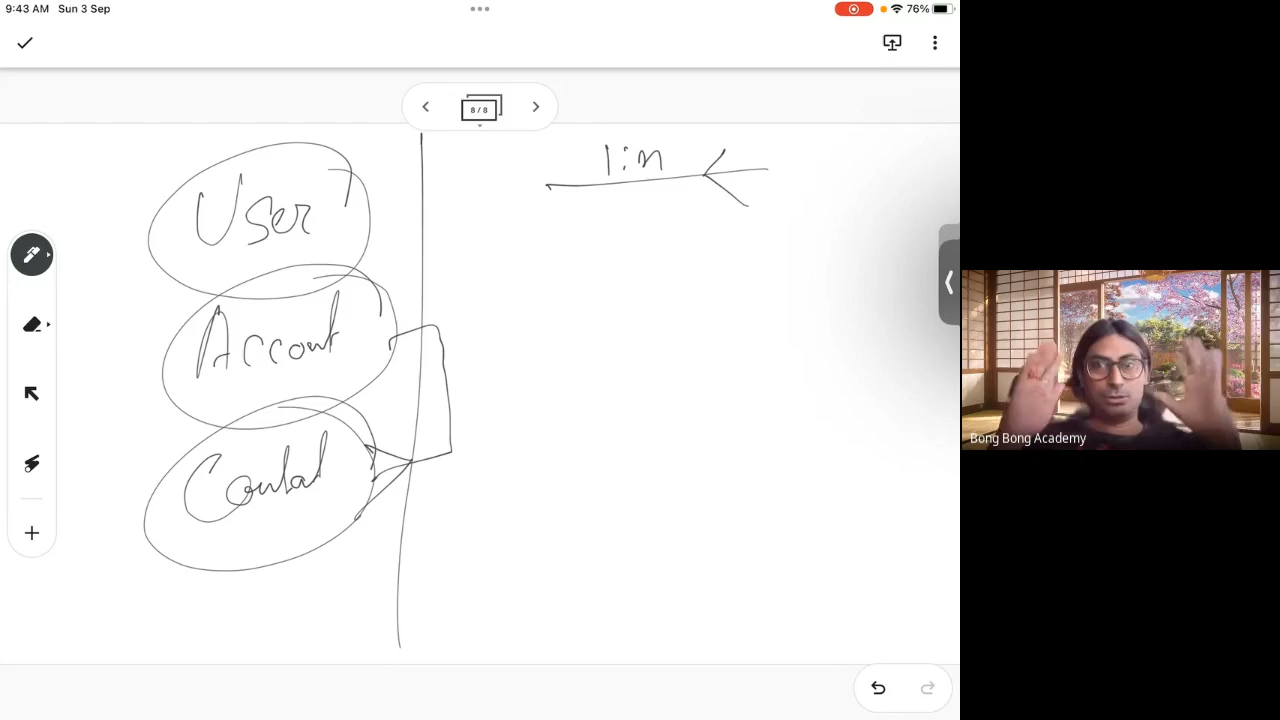 9:43 AM Sun 3 Sep
76%
8 / 8
1:n
User
Account
Contact
Bong Bong Academy